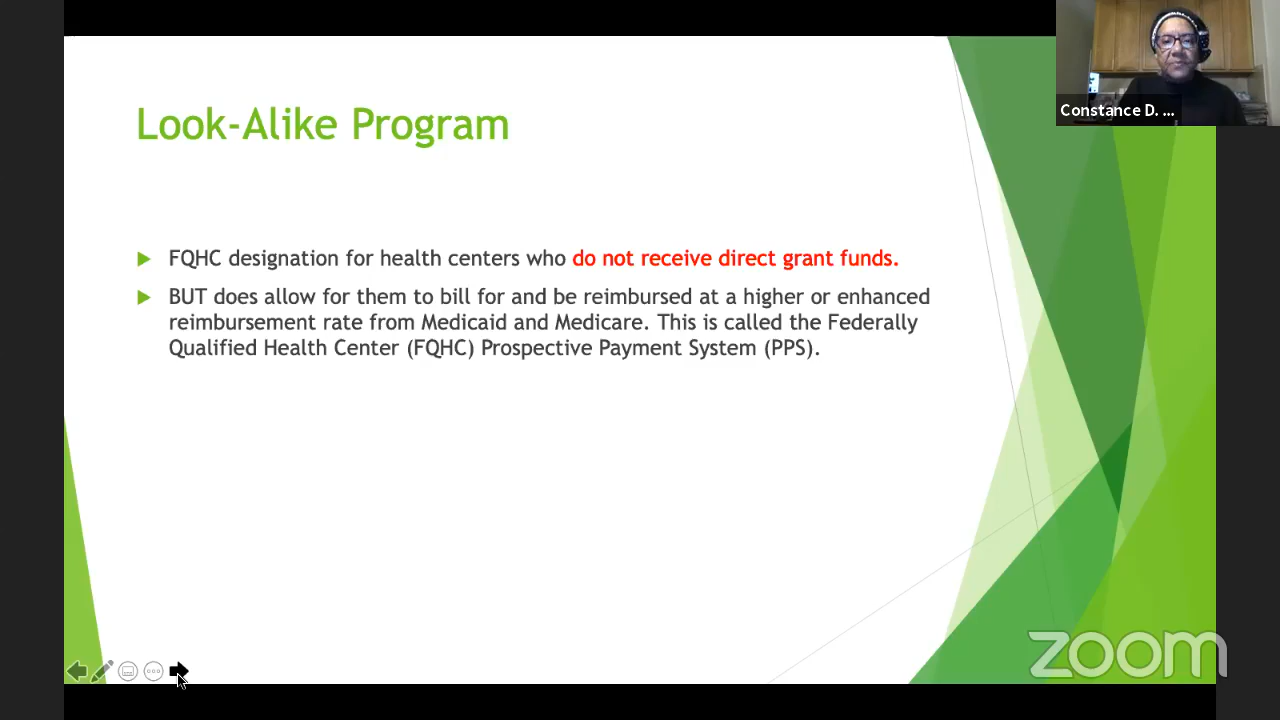 Constance D. ...
Look-Alike Program
FQHC designation for health centers who do not receive direct grant funds.
BUT does allow for them to bill for and be reimbursed at a higher or enhanced
reimbursement rate from Medicaid and Medicare. This is called the Federally
Qualified Health Center (FQHC) Prospective Payment System (PPS).
zoom